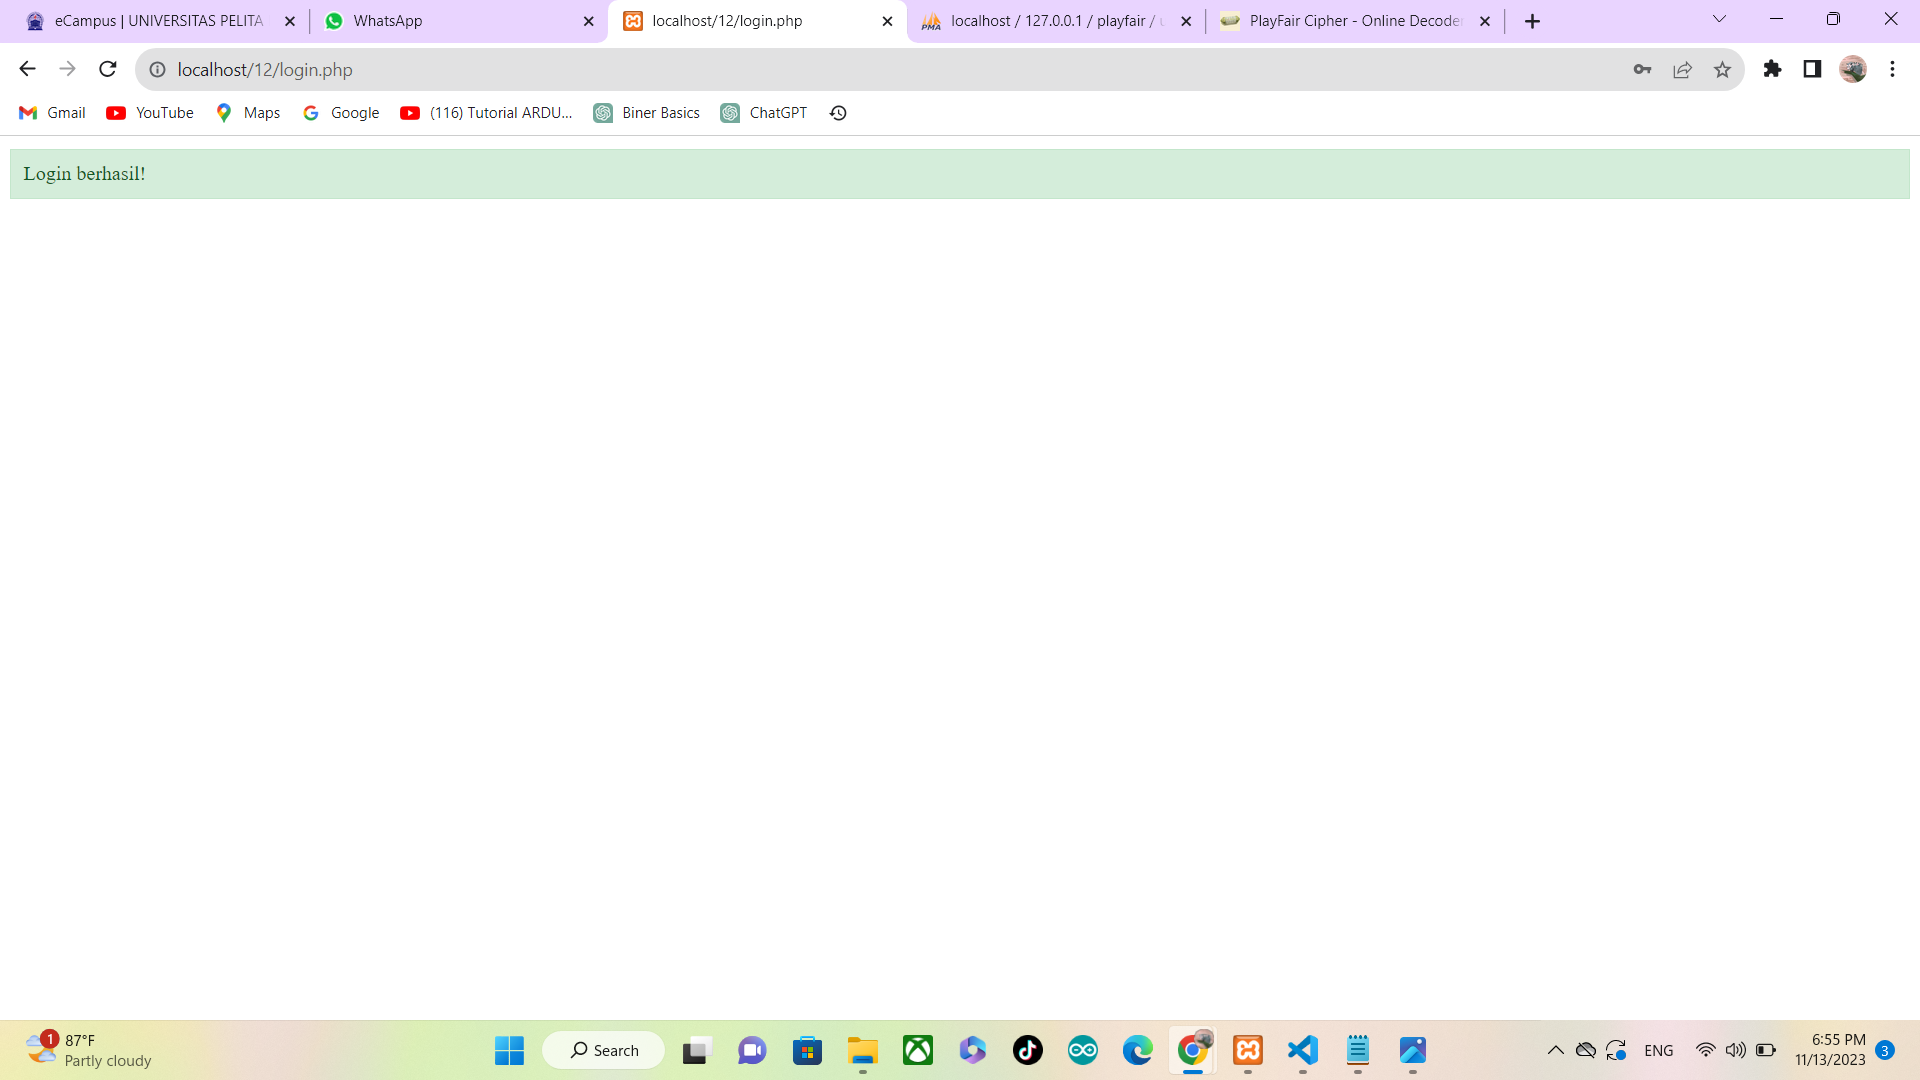 eCampus | UNIVERSITAS PELITA
WhatsApp
localhost/12/login.php
localhost / 127.0.0.1 / playfair / u
PlayFair Cipher - Online Decoder
localhost/12/login.php
Gmail
YouTube
Maps
Google
(116) Tutorial ARDU...
Biner Basics
ChatGPT
Login berhasil!
1
87°F
Partly cloudy
Search
ENG
6:55 PM
11/13/2023
3